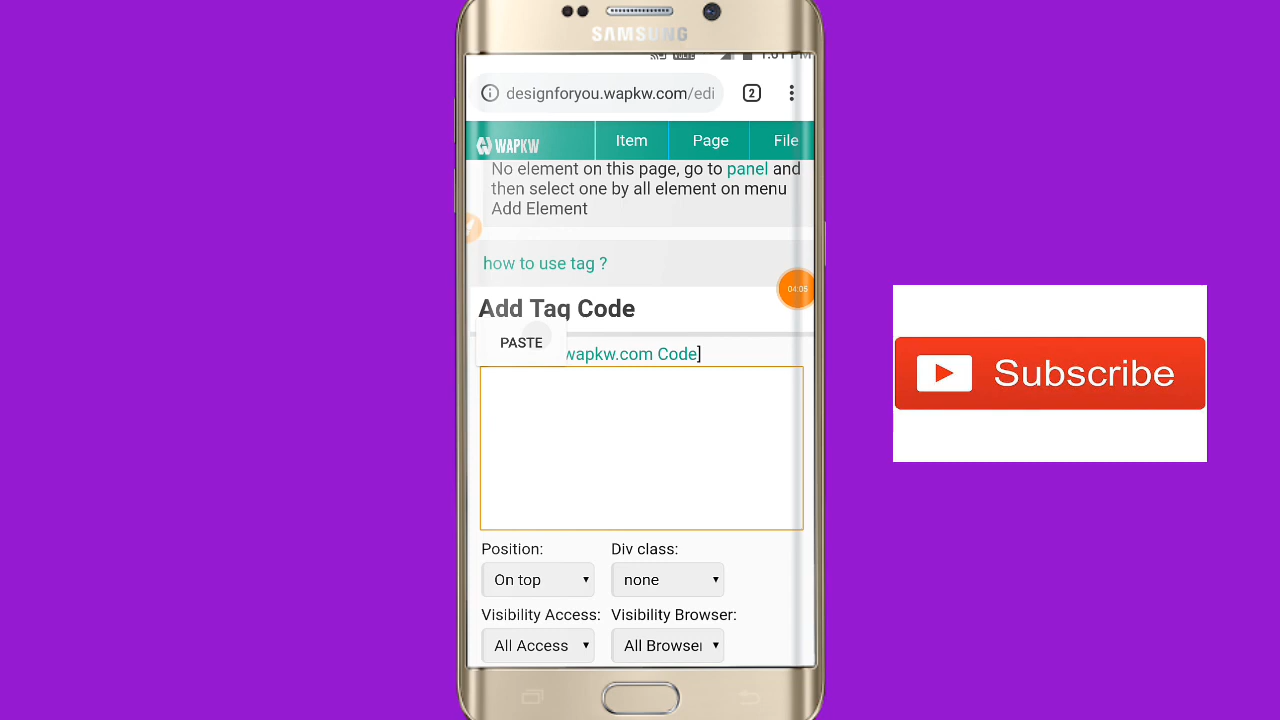 SAMSUNG
designforyou.wapkw.com/edi
2
WAPKW
Item
Page
File
No element on this page, go to panel and
then select one by all element on menu
Add Element
how to use tag ?
04:05
Add Tag Code
PASTE
wapkw.com Code]
Position:
Div class:
On top
none
Visibility Access:
Visibility Browser:
All Access
All Browser
Subscribe